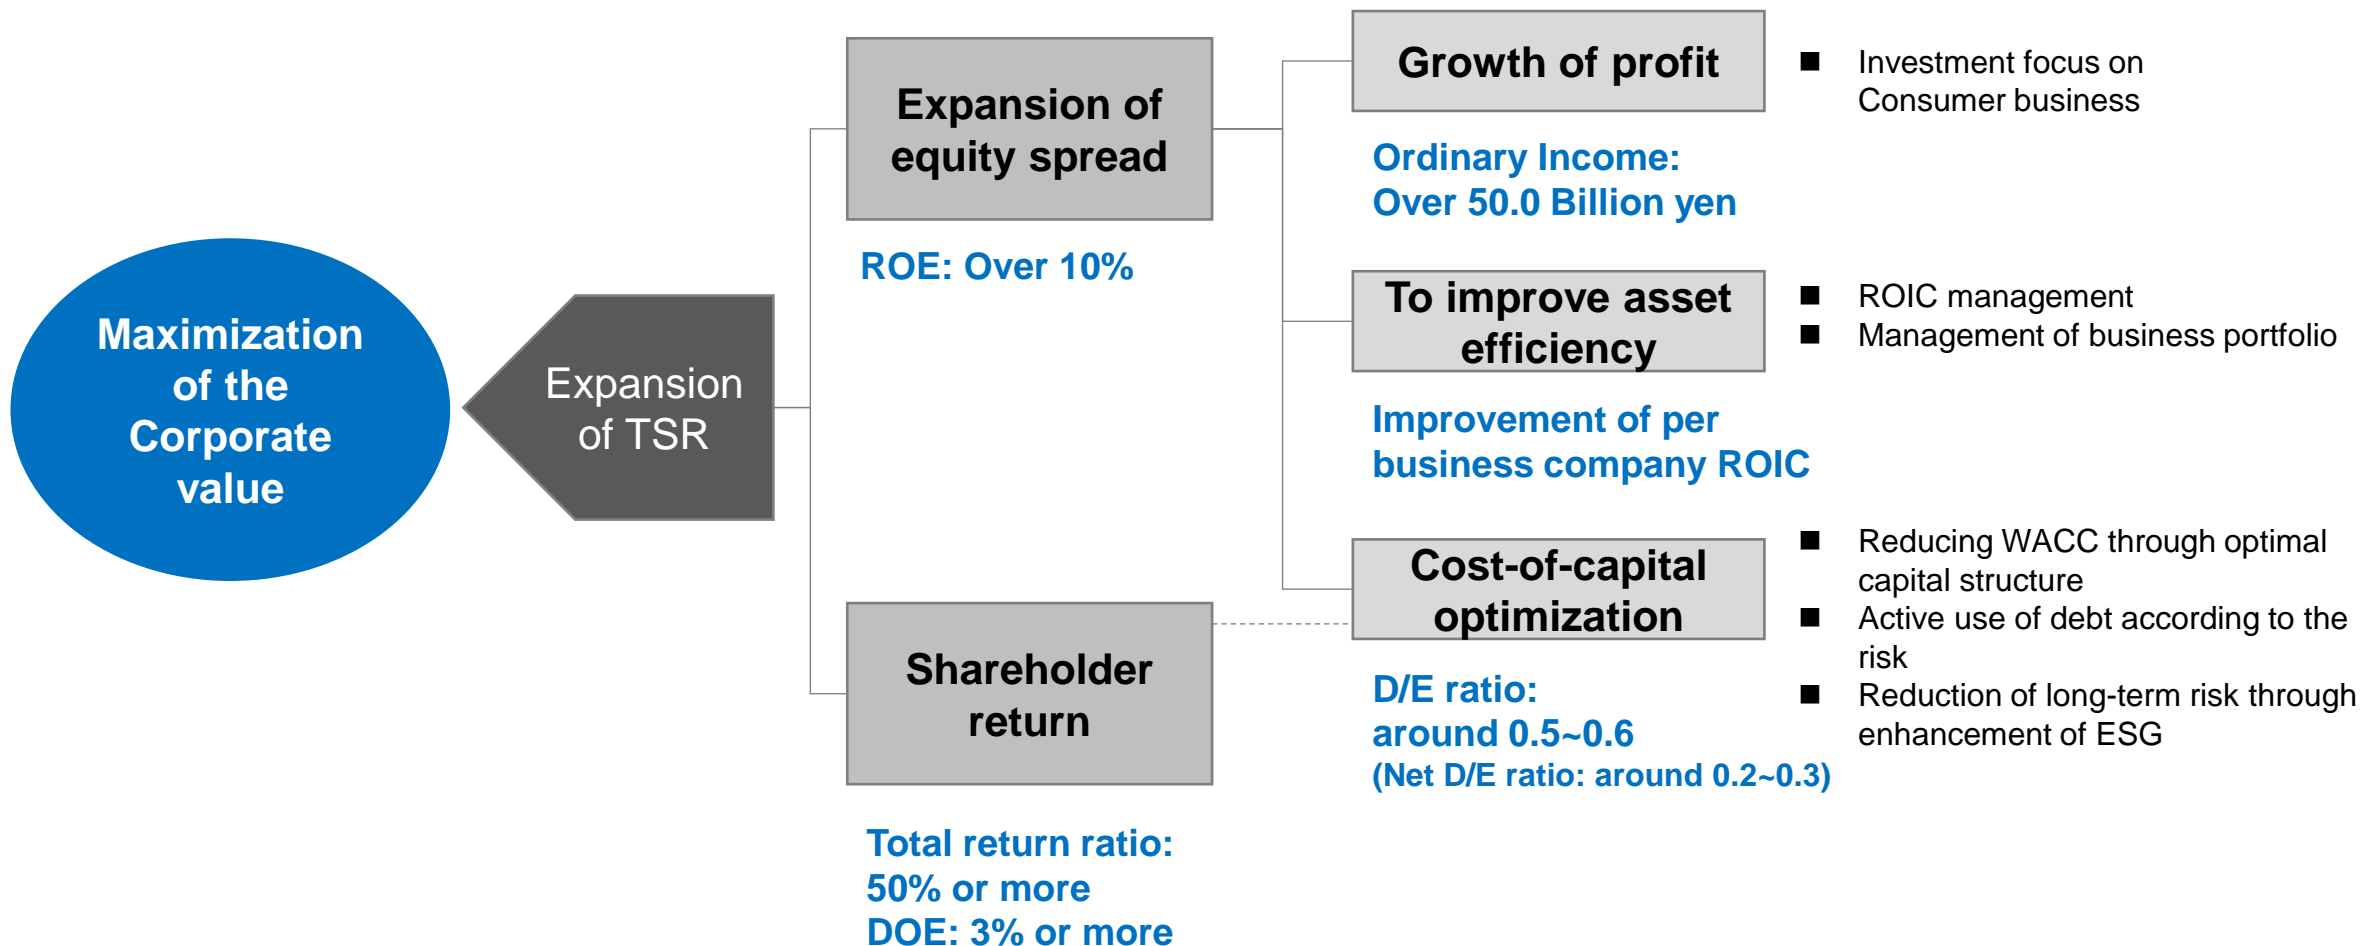 Maximization
of the
Corporate
value
Expansion
of TSR
Expansion of
equity spread
ROE: Over 10%
Shareholder
return
Total return ratio:
50% or more
DOE: 3% or more
Growth of profit
Ordinary Income:
Over 50.0 Billion yen
■ Investment focus on
Consumer business
To improve asset
efficiency
Improvement of per
business company ROIC
■ ROIC management
■ Management of business portfolio
Cost-of-capital
optimization
D/E ratio:
around 0.5~0.6
(Net D/E ratio: around 0.2~0.3)
■ Reducing WACC through optimal
capital structure
■ Active use of debt according to the
risk
■ Reduction of long-term risk through
enhancement of ESG